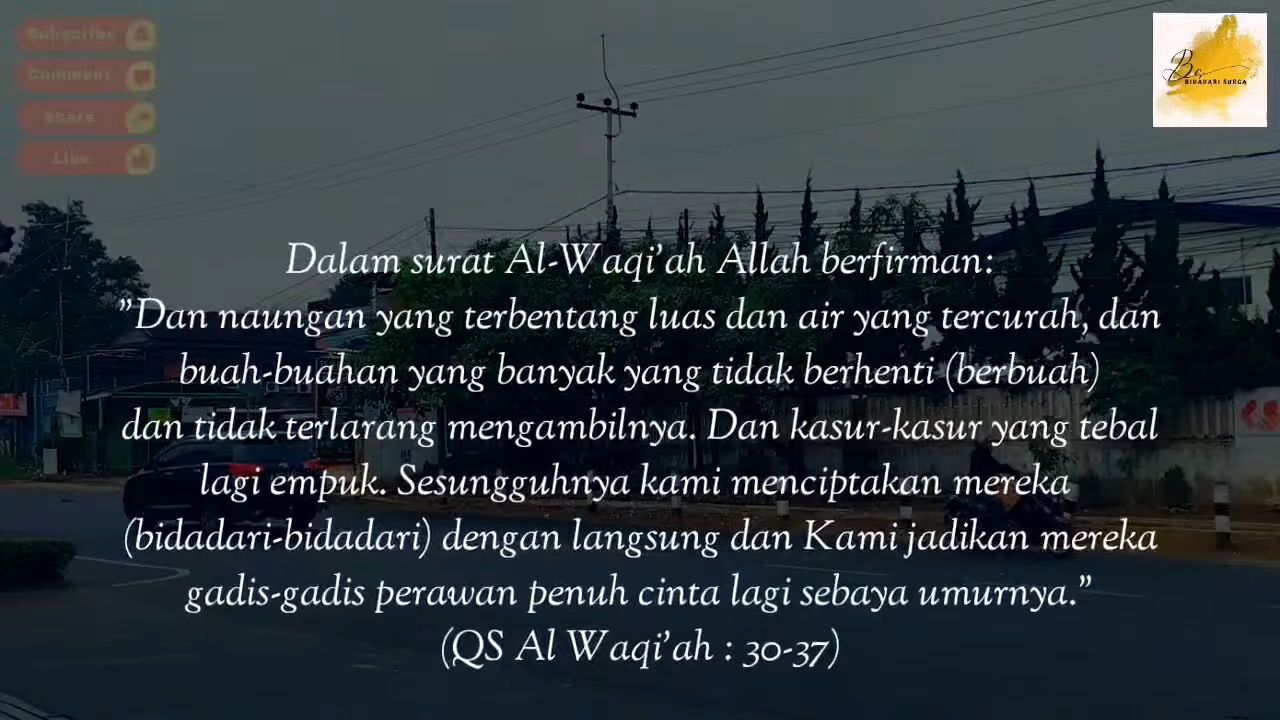 Subscribe
Comment
Share
Like
BIDADARI SURGA
Dalam surat Al-Waqi’ah Allah berfirman:
”Dan naungan yang terbentang luas dan air yang tercurah, dan
buah-buahan yang banyak yang tidak berhenti (berbuah)
dan tidak terlarang mengambilnya. Dan kasur-kasur yang tebal
lagi empuk. Sesungguhnya kami menciptakan mereka
(bidadari-bidadari) dengan langsung dan Kami jadikan mereka
gadis-gadis perawan penuh cinta lagi sebaya umurnya.”
(QS Al Waqi’ah : 30-37)